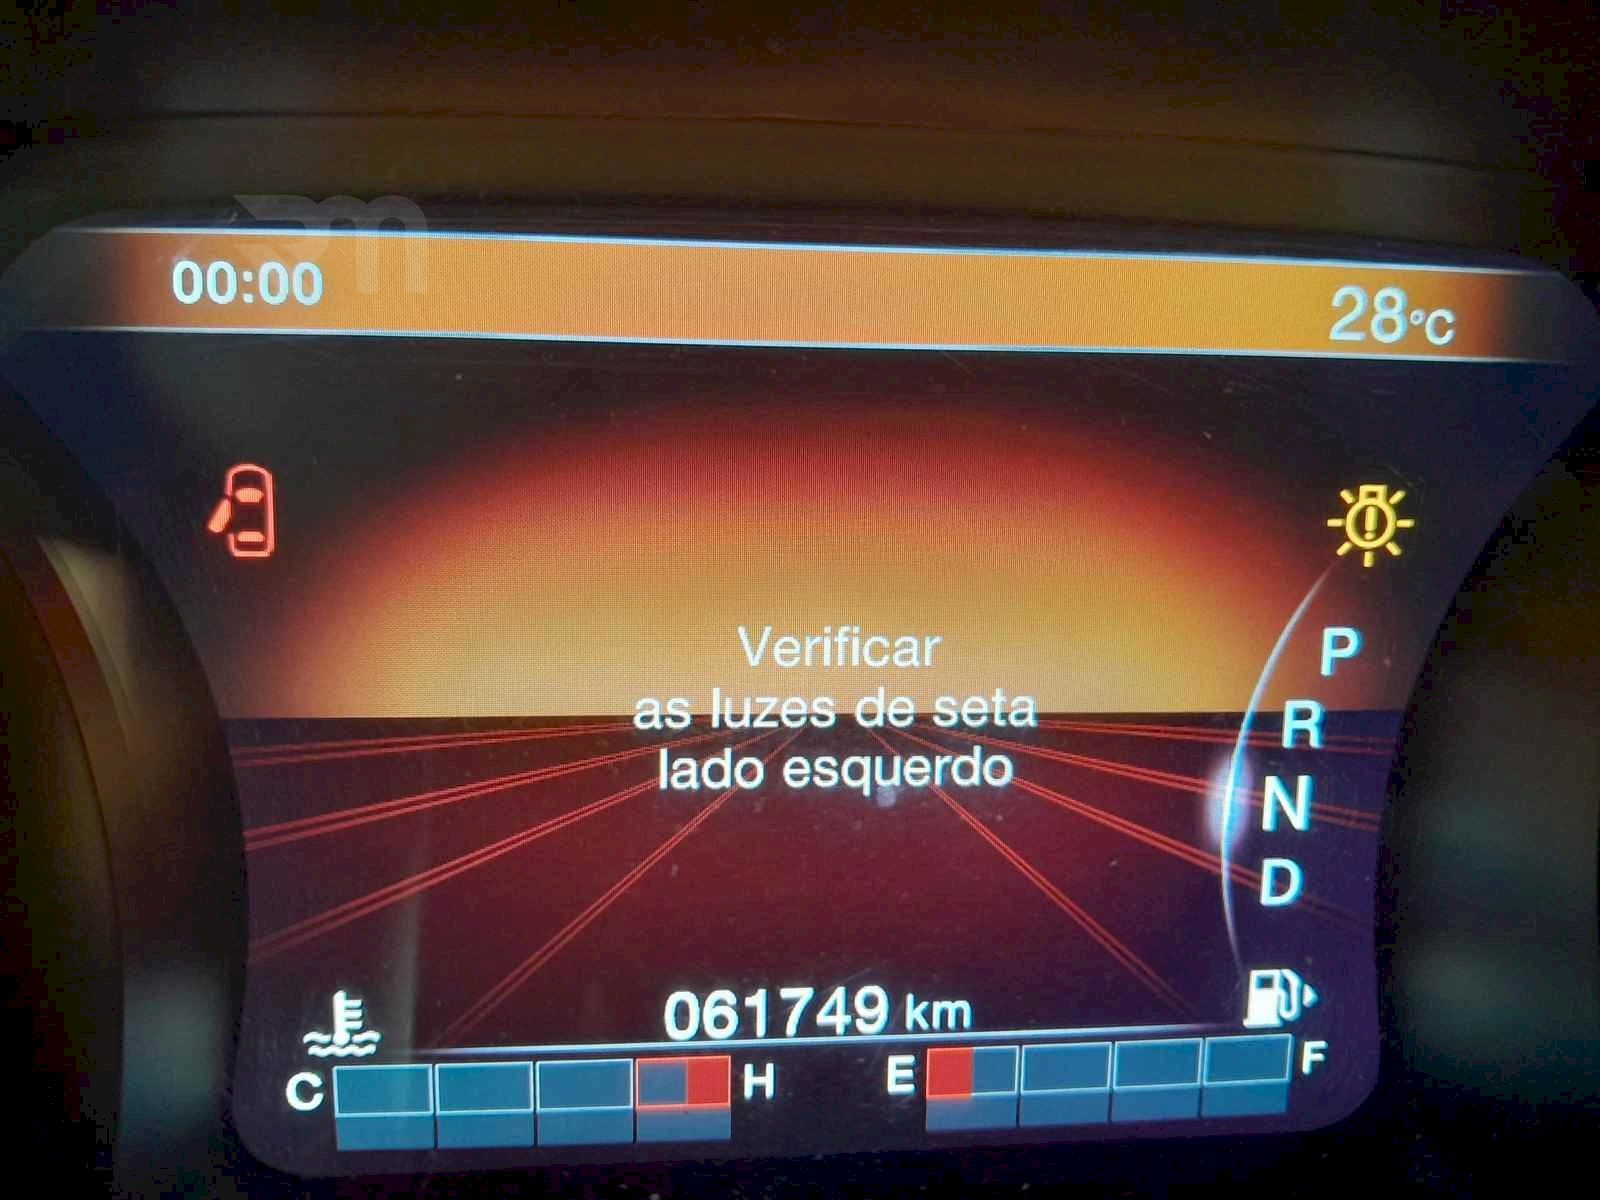 00:00
28°C
Verificar
as luzes de seta
lado esquerdo
P
R
N
D
061749 km
C
H
E
F